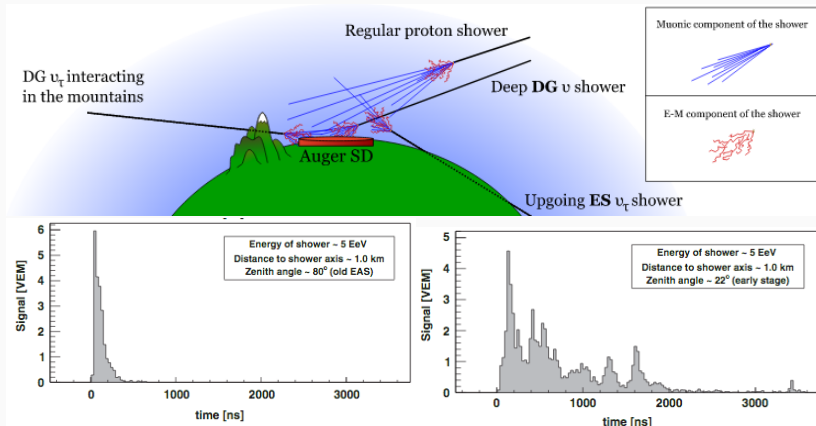 Regular proton shower
DG υτ interacting
in the mountains
Deep DG υ shower
Auger SD
Upgoing ES υτ shower
Muonic component of the shower
E-M component of the shower
Signal [VEM]
6
5
4
3
2
1
0
Energy of shower ~ 5 EeV
Distance to shower axis ~ 1.0 km
Zenith angle ~ 80° (old EAS)
0 1000 2000 3000
time [ns]
Signal [VEM]
5
4
3
2
1
0
Energy of shower ~ 5 EeV
Distance to shower axis ~ 1.0 km
Zenith angle ~ 22° (early stage)
0 1000 2000 3000
time [ns]